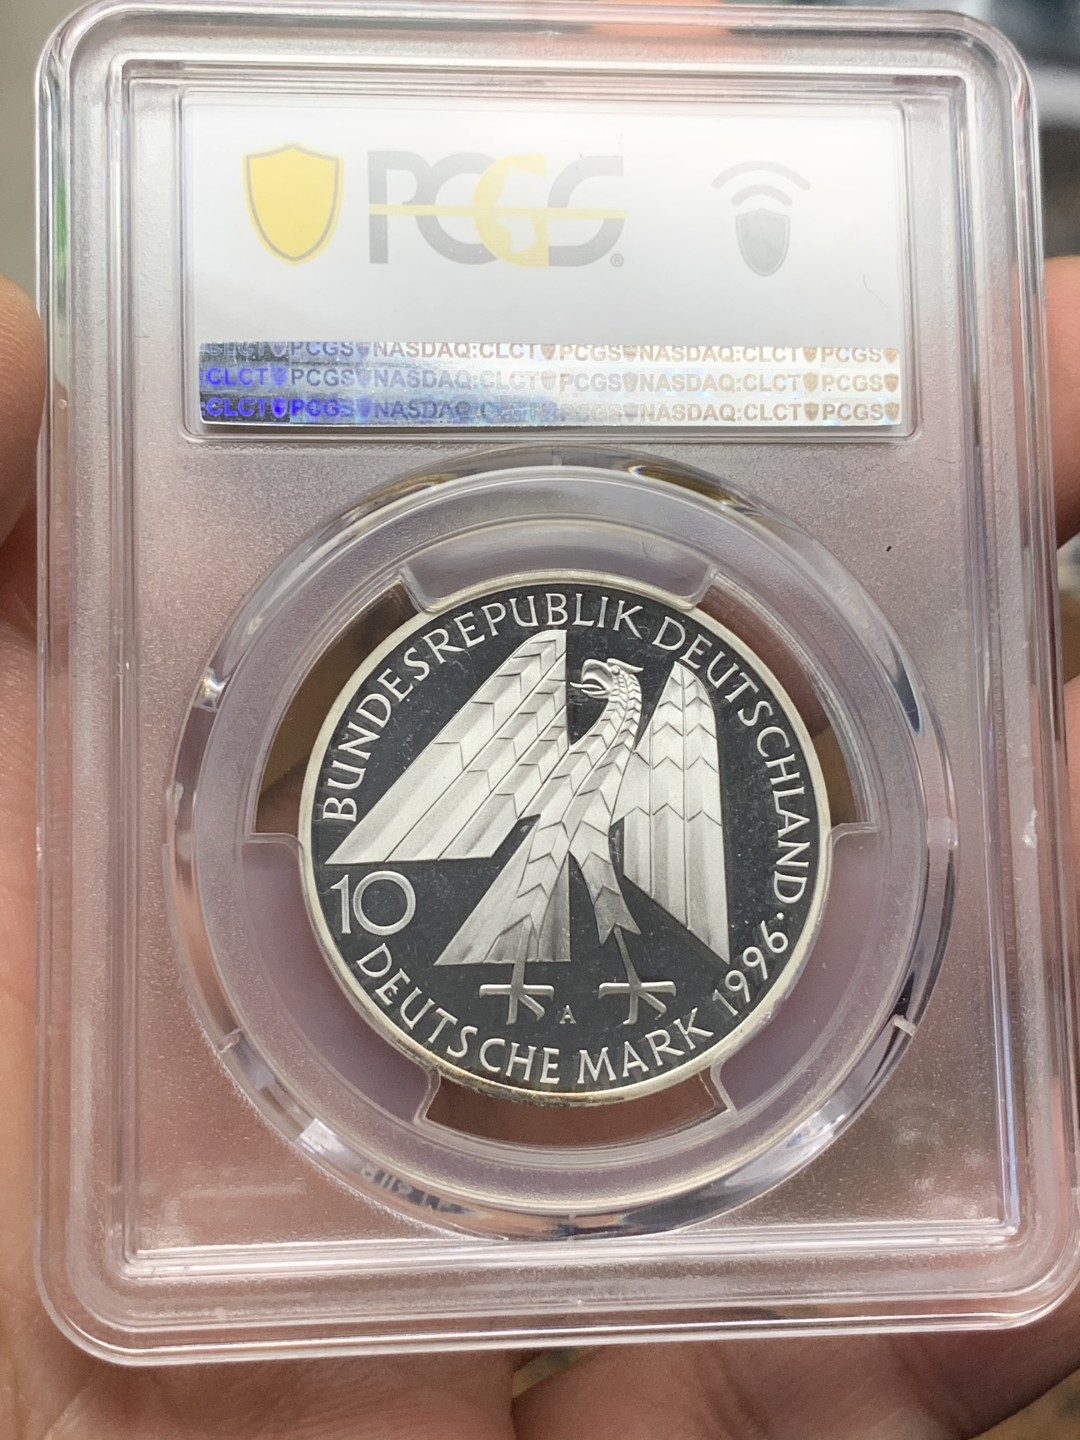 PCGS®
CLCT PCGS NASDAQ:CLCT PCGS NASDAQ:CLCT PCGS
CLCT PCGS NASDAQ:CLCT PCGS NASDAQ:CLCT PCGS
CLCT PCGS NASDAQ:CLCT PCGS NASDAQ:CLCT PCGS
BUNDESREPUBLIK DEUTSCHLAND · 1996
10
DEUTSCHE MARK
A